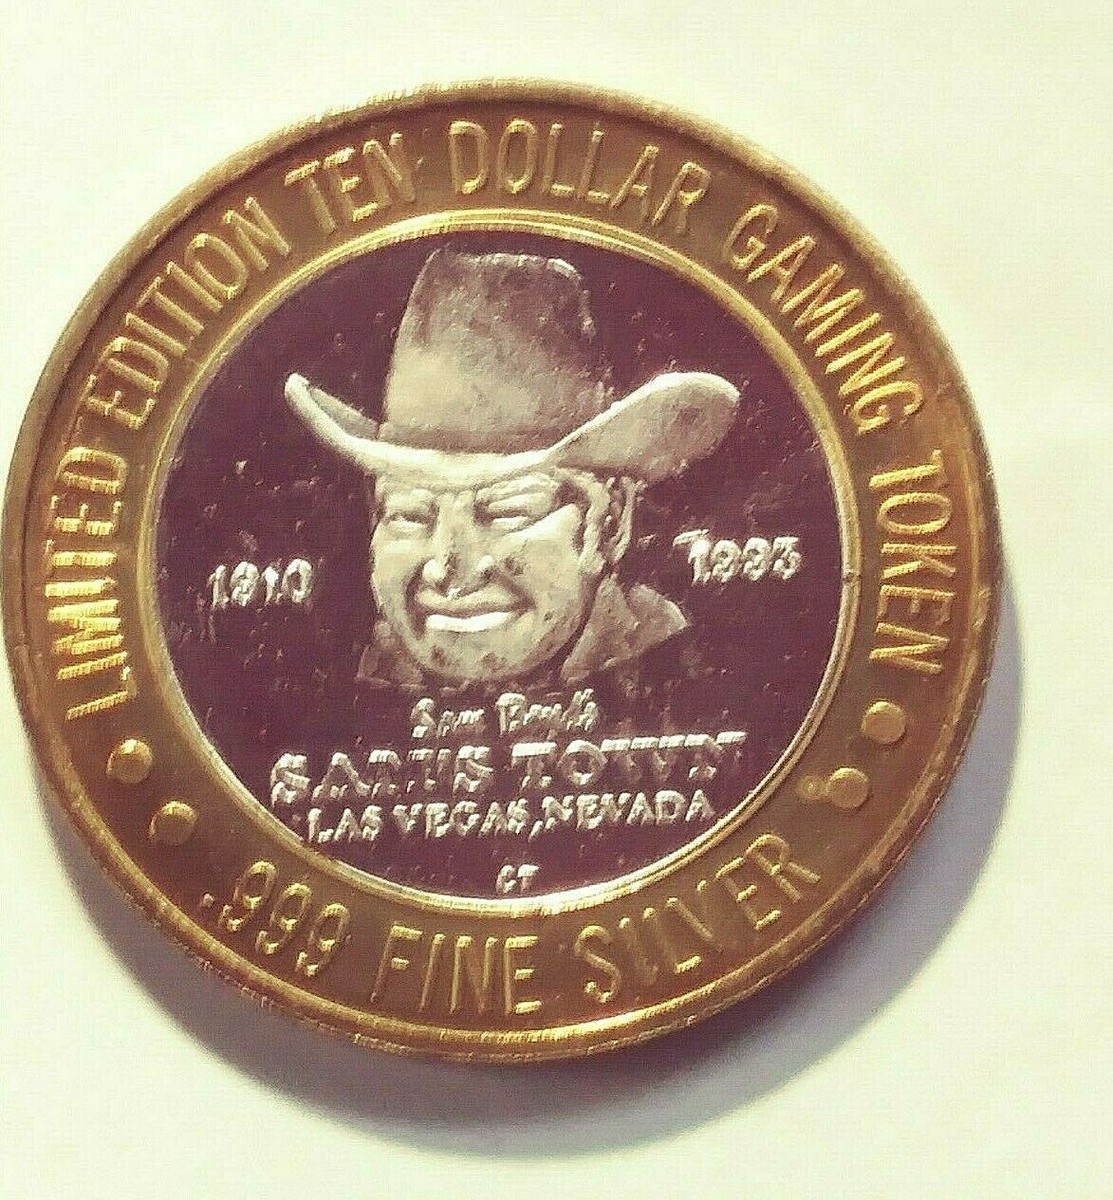 LIMITED EDITION TEN DOLLAR GAMING TOKEN
1910
1993
Sam Boyd's
SAM'S TOWN
LAS VEGAS, NEVADA
CT
.999 FINE SILVER